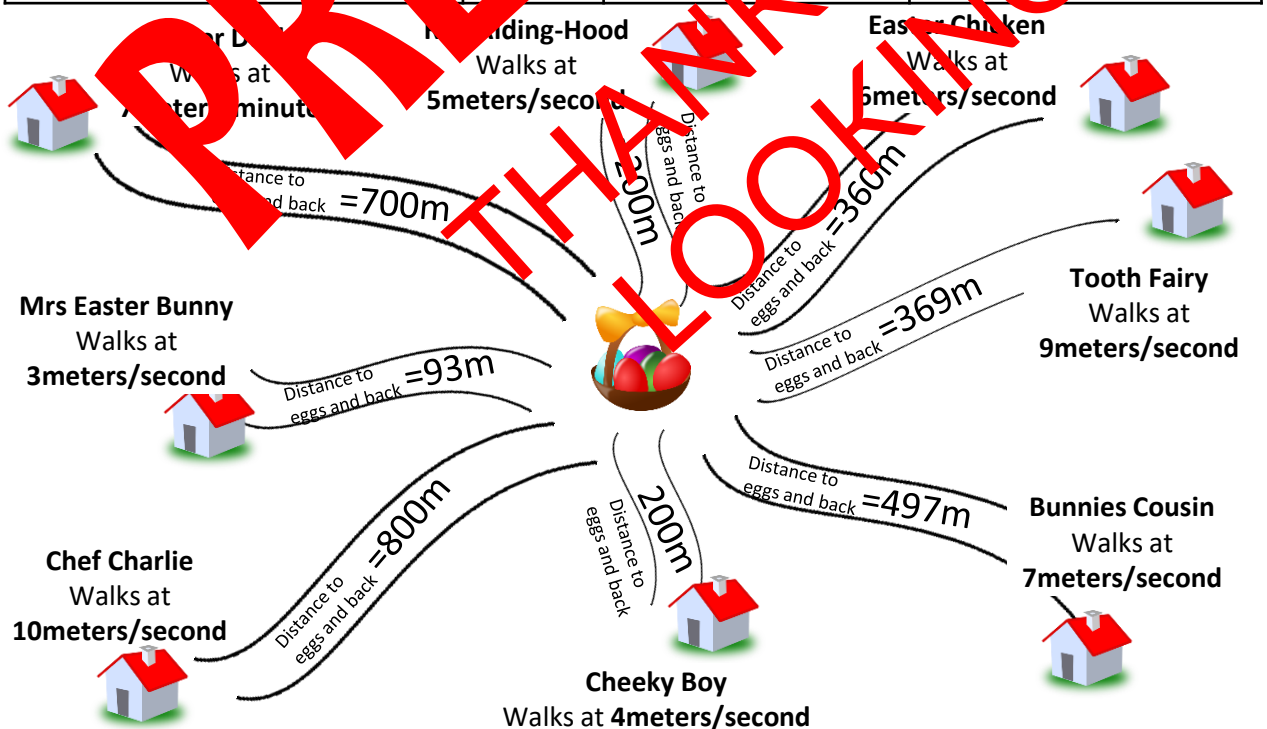 PRE
THANK
LOOKING
Riding-Hood
Walks at
5meters/second
Easter Chicken
Walks at
6meters/second
at
Distance to
eggs and back
=700m
200m
Distance to
eggs and back
Distance to
eggs and back
=360m
Distance to
eggs and back
=369m
Tooth Fairy
Walks at
9meters/second
Mrs Easter Bunny
Walks at
3meters/second
Distance to
eggs and back
=93m
Distance to
eggs and back
=497m
Bunnies Cousin
Walks at
7meters/second
Chef Charlie
Walks at
10meters/second
Distance to
eggs and back
=800m
200m
Distance to
eggs and back
Cheeky Boy
Walks at 4meters/second